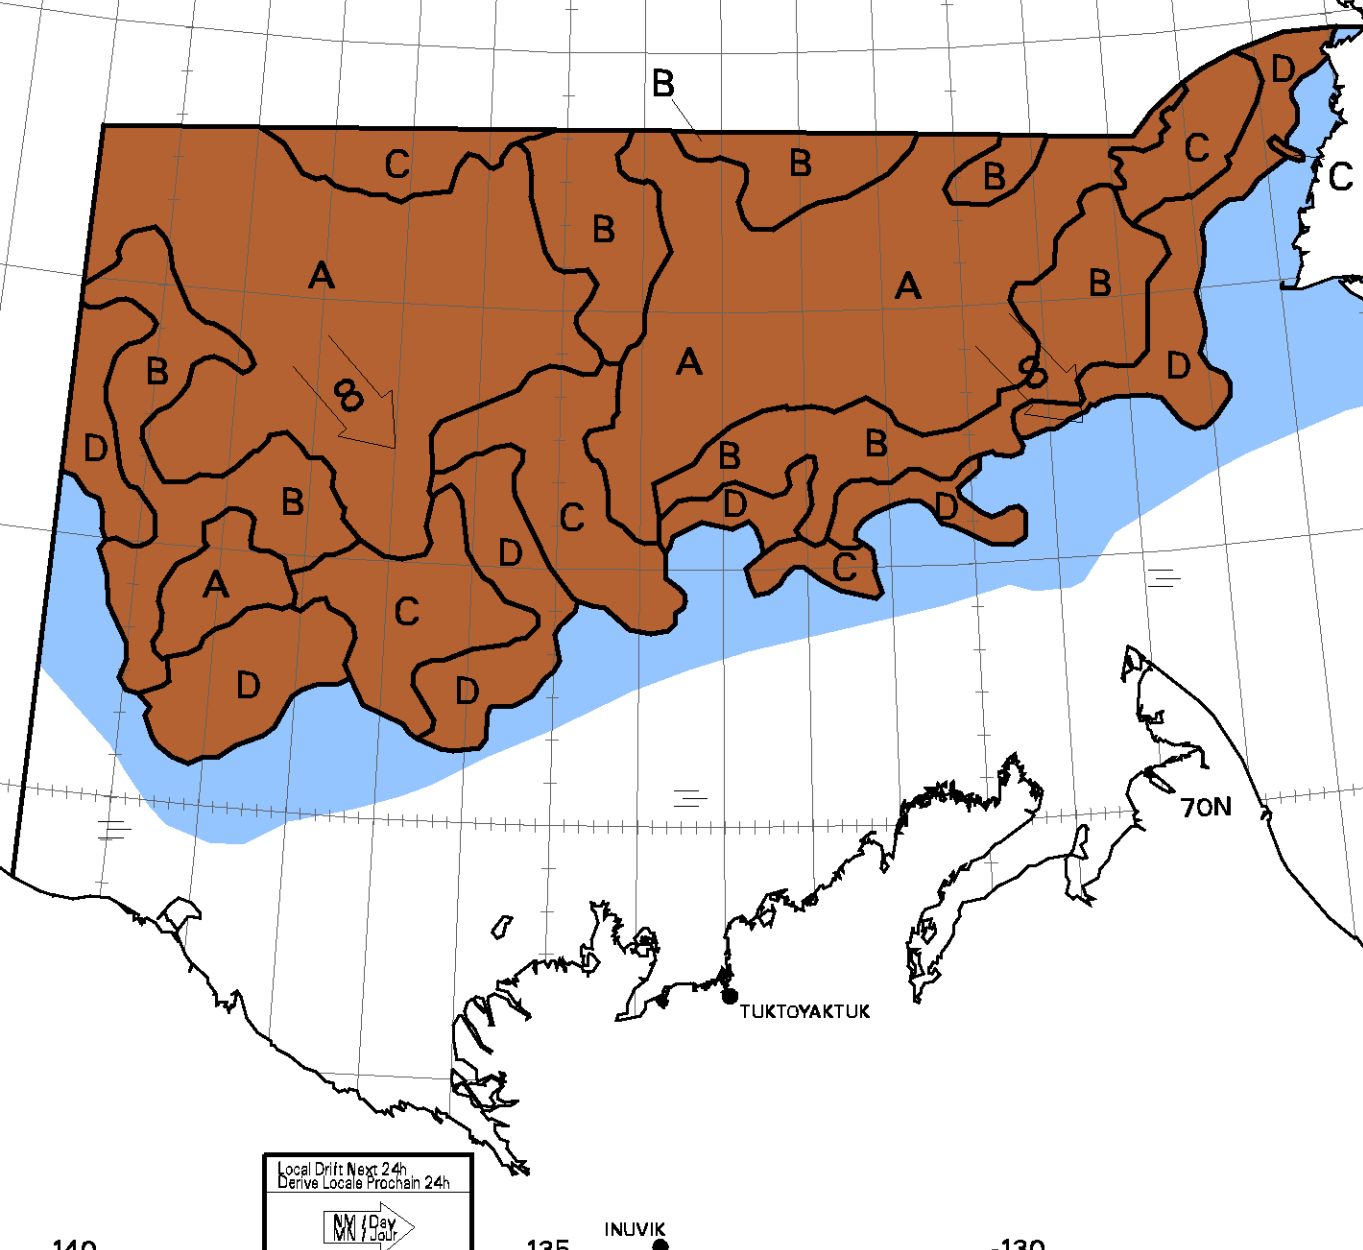 B
D
C
B
B
C
C
B
A
B
A
A
D
B
8
8
B
B
D
B
D
D
C
D
A
C
C
D
D
70N
TUKTOYAKTUK
Local Drift Next 24h
Derive Locale Prochain 24h
NM / Day
MN / Jour
INUVIK
140
135
-130